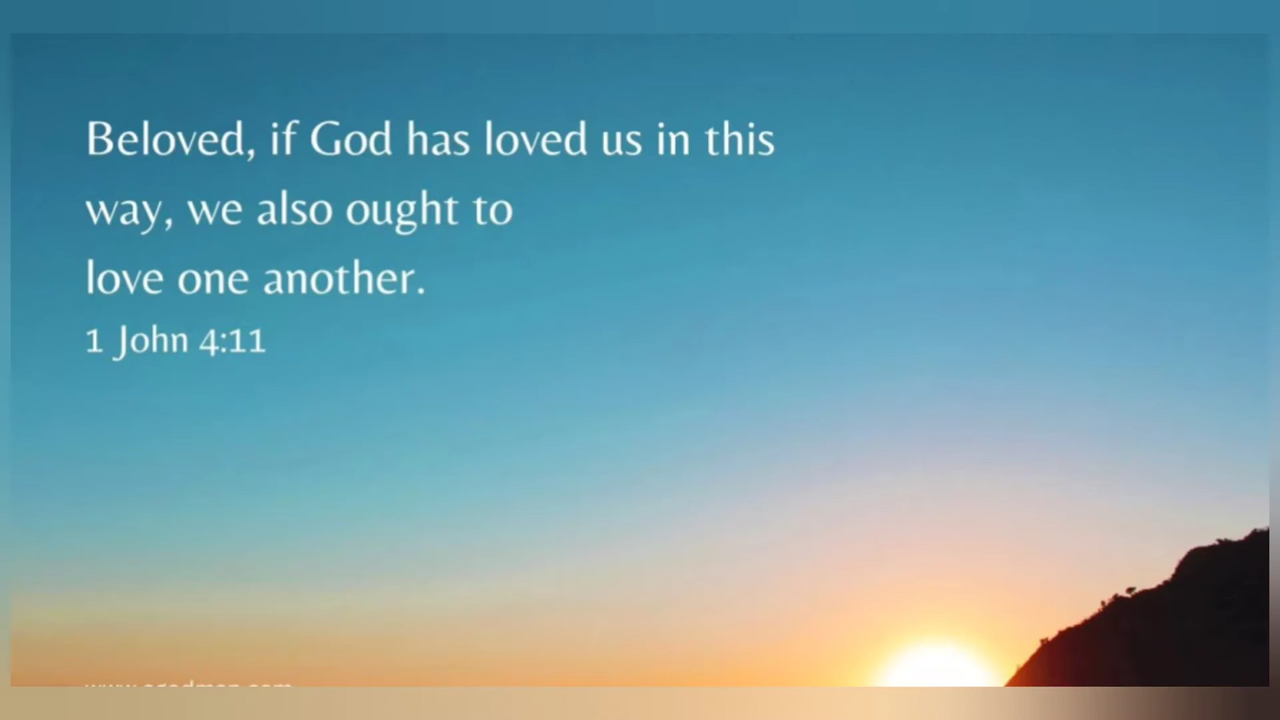 Beloved, if God has loved us in this
way, we also ought to
love one another.
1 John 4:11